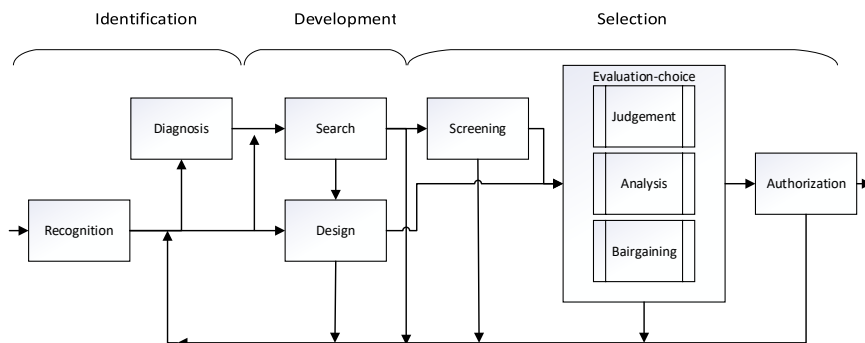 Identification
Development
Selection
Evaluation-choice
Diagnosis
Search
Screening
Judgement
Recognition
Design
Analysis
Authorization
Bairgaining